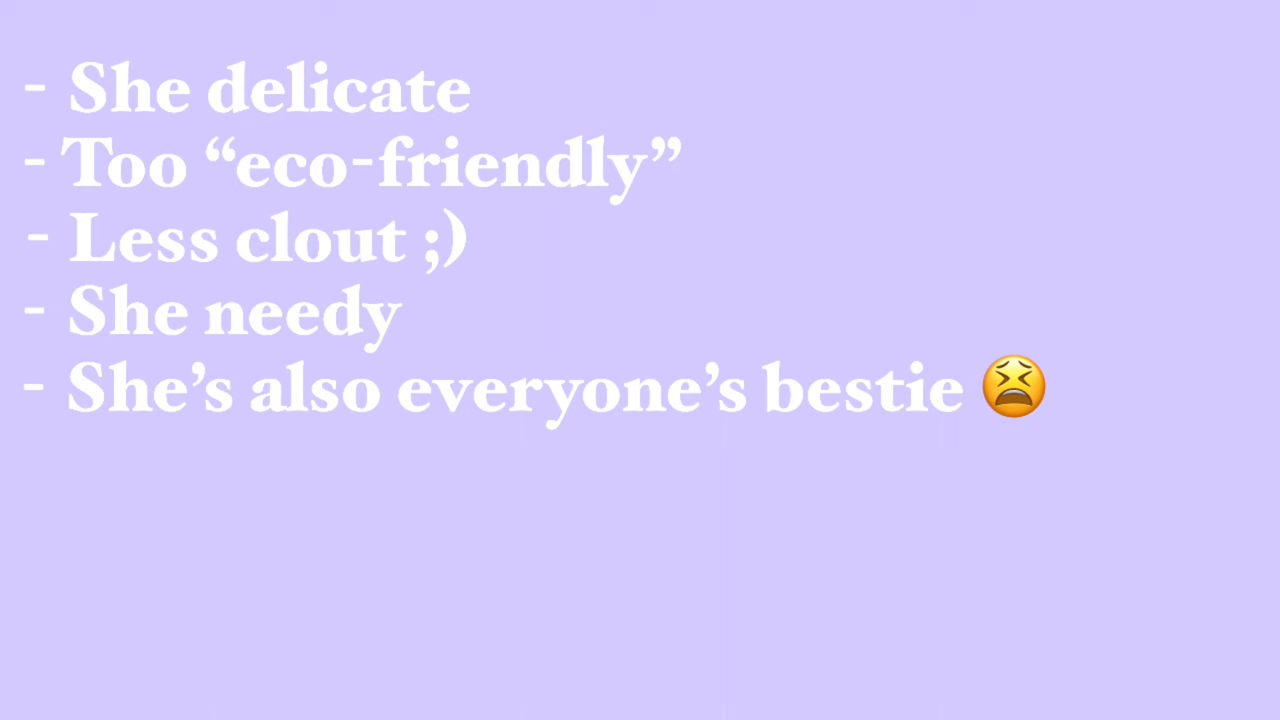 - She delicate
- Too “eco-friendly”
- Less clout ;)
- She needy
- She’s also everyone’s bestie 😫